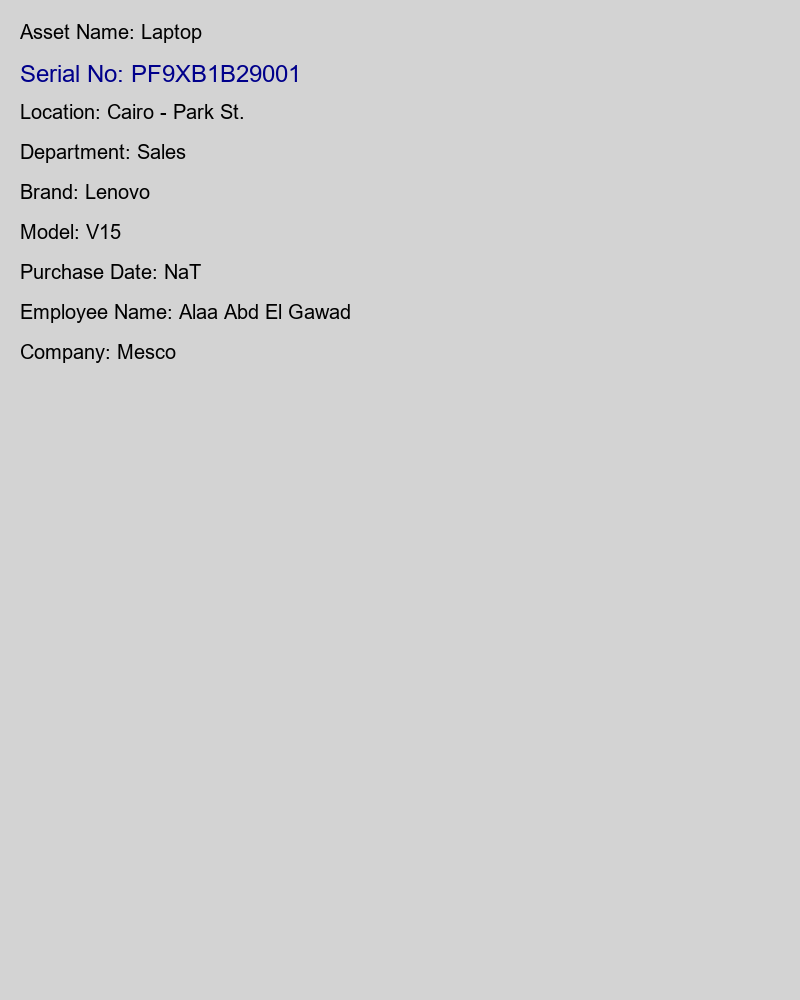 Asset Name: Laptop
Serial No: PF9XB1B29001
Location: Cairo - Park St.
Department: Sales
Brand: Lenovo
Model: V15
Purchase Date: NaT
Employee Name: Alaa Abd El Gawad
Company: Mesco